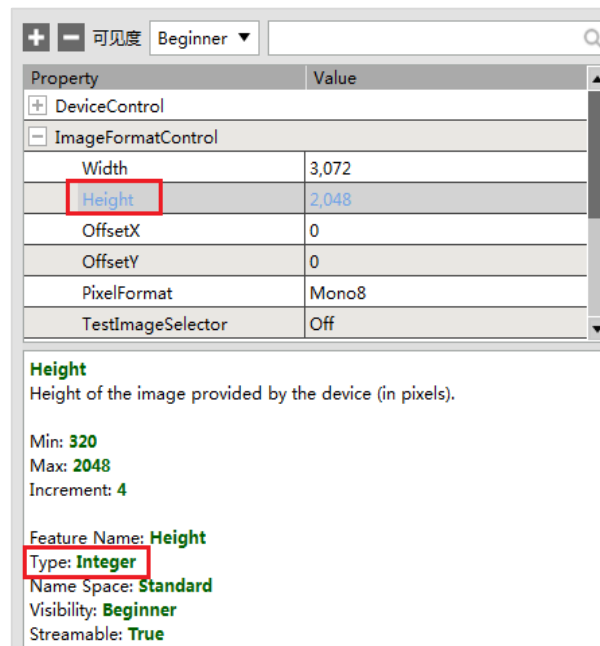 可见度 Beginner
Property Value
DeviceControl
ImageFormatControl
Width 3,072
Height 2,048
OffsetX 0
OffsetY 0
PixelFormat Mono8
TestImageSelector Off
Height
Height of the image provided by the device (in pixels).
Min: 320
Max: 2048
Increment: 4
Feature Name: Height
Type: Integer
Name Space: Standard
Visibility: Beginner
Streamable: True